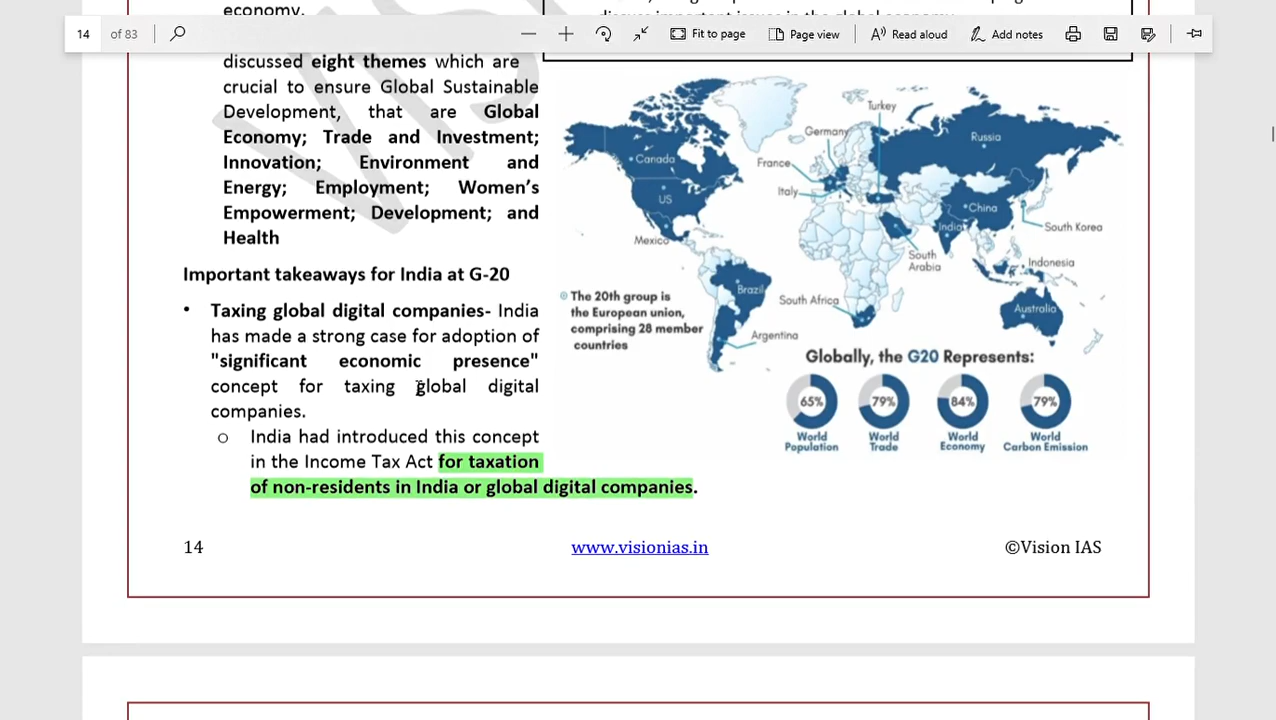 economy.
14 of 83 Fit to page Page view Read aloud Add notes
discussed eight themes which are
crucial to ensure Global Sustainable
Development, that are Global
Economy; Trade and Investment;
Innovation; Environment and
Energy; Employment; Women's
Empowerment; Development; and
Health
Important takeaways for India at G-20
• Taxing global digital companies- India
has made a strong case for adoption of
"significant economic presence"
concept for taxing global digital
companies.
o India had introduced this concept
in the Income Tax Act for taxation
of non-residents in India or global digital companies.
Turkey
Germany
Russia
Canada
France
Italy
US
China
India
South Korea
Mexico
South
Arabia
Indonesia
Brazil
South Africa
Australia
Argentina
The 20th group is
the European union,
comprising 28 member
countries
Globally, the G20 Represents:
65% 79% 84% 79%
World
Population
World
Trade
World
Economy
World
Carbon Emission
14 www.visionias.in ©Vision IAS